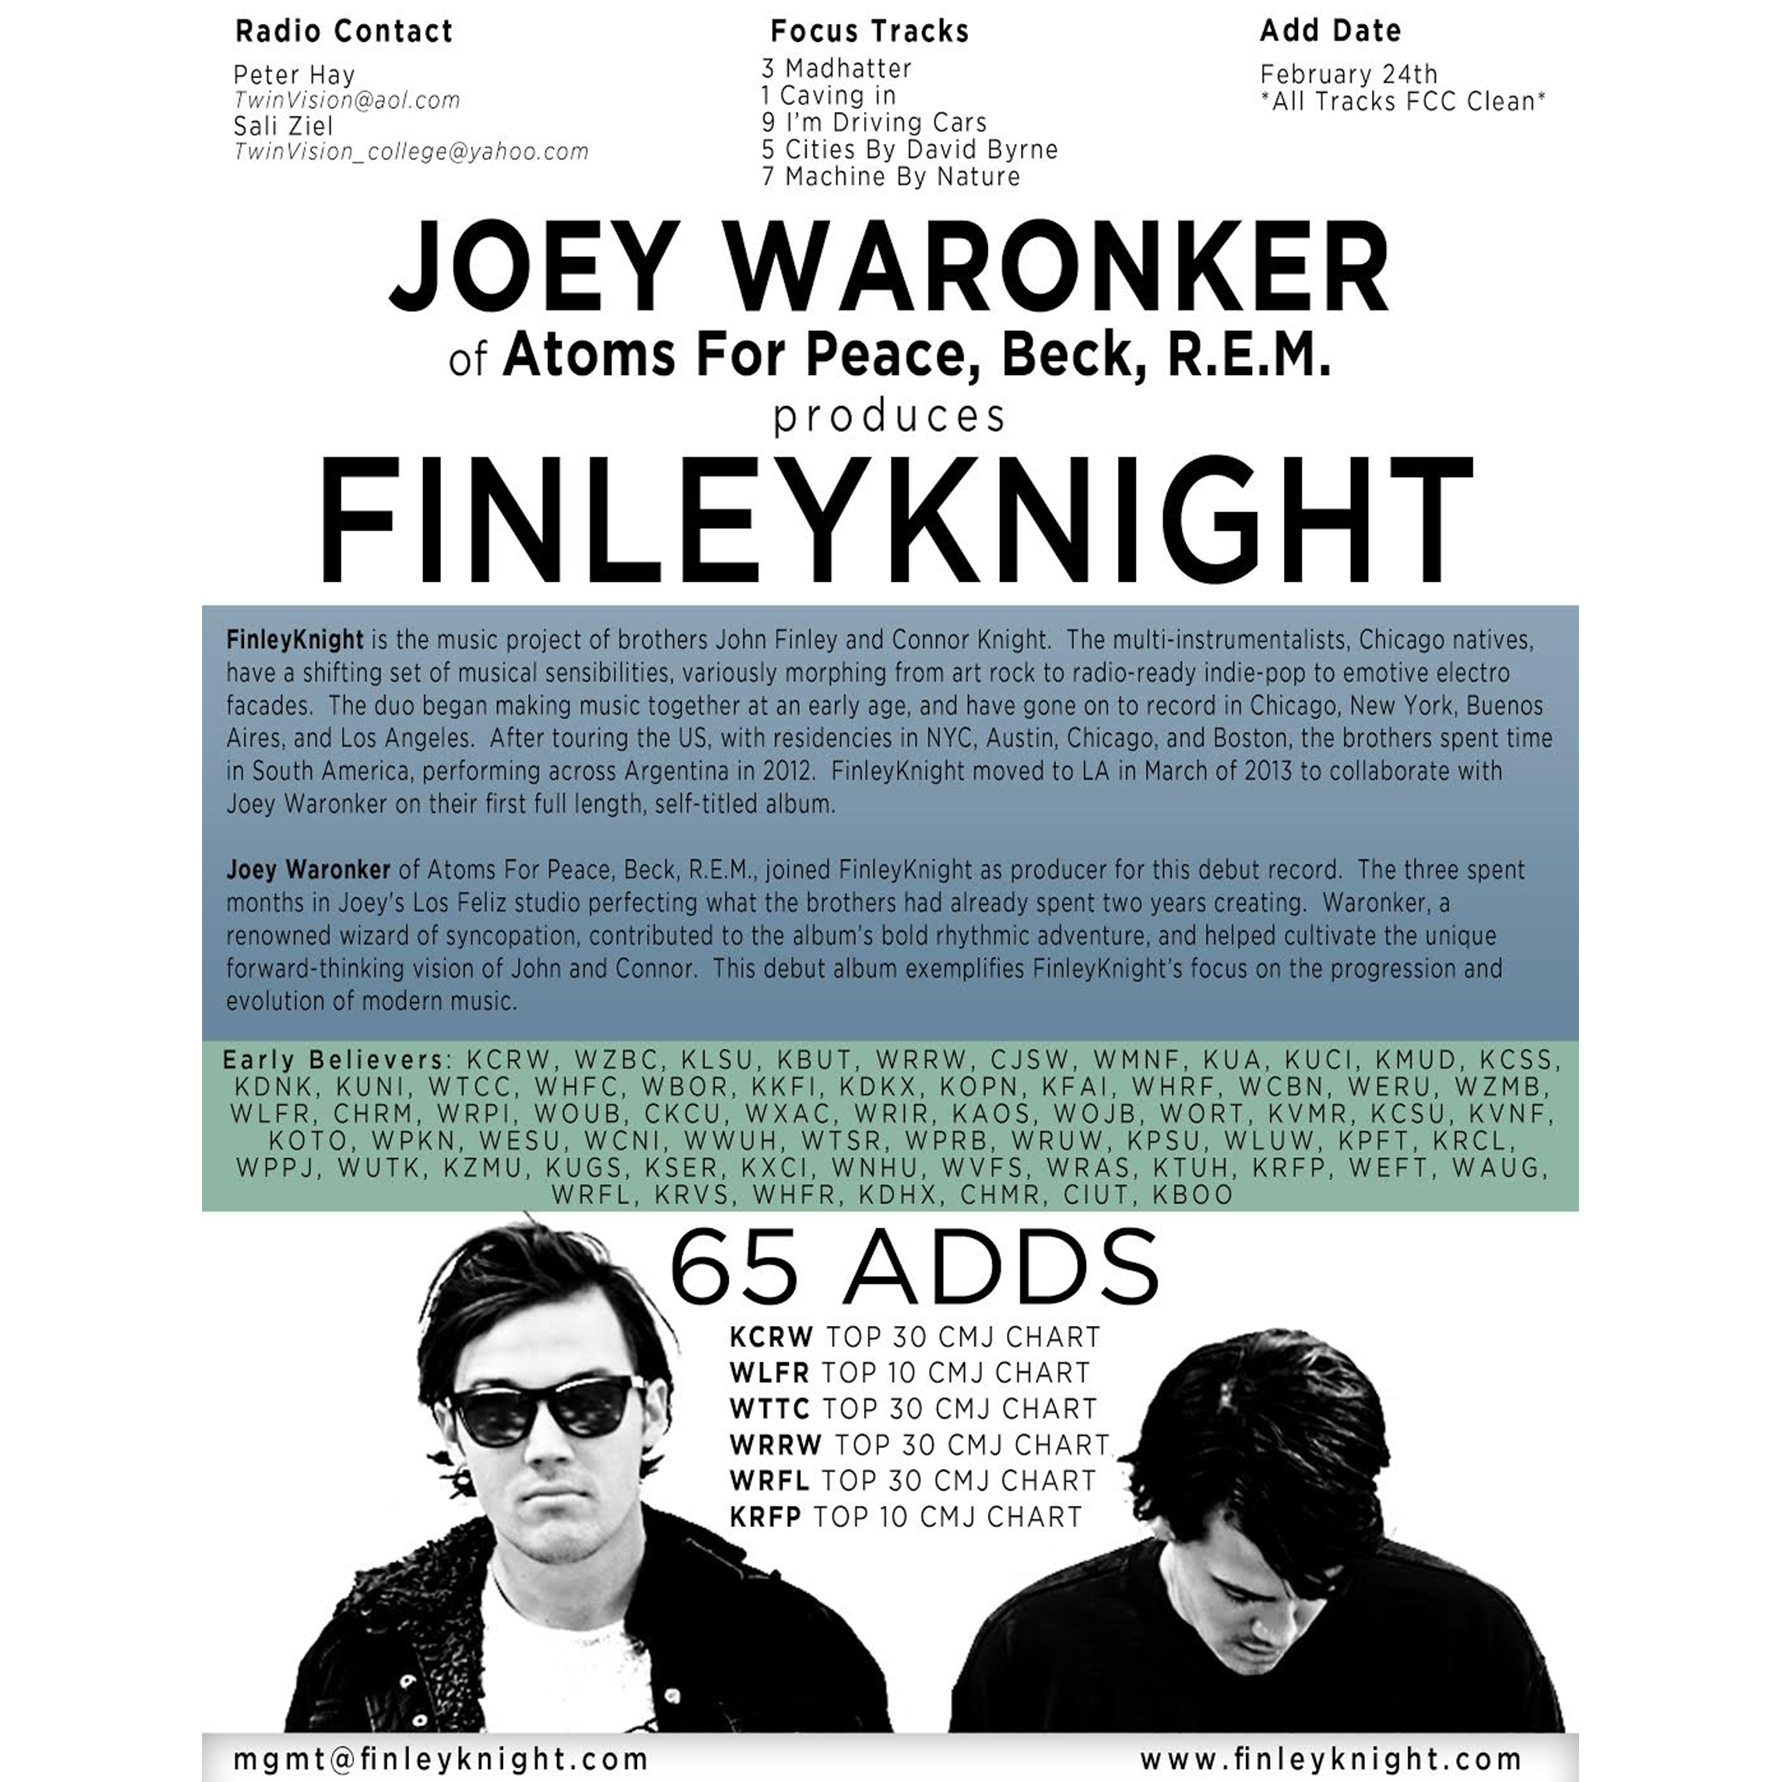 Radio Contact
Peter Hay
TwinVision@aol.com
Sali Ziel
TwinVision_college@yahoo.com
Focus Tracks
3 Madhatter
1 Caving in
9 I'm Driving Cars
5 Cities By David Byrne
7 Machine By Nature
Add Date
February 24th
*All Tracks FCC Clean*
JOEY WARONKER
of Atoms For Peace, Beck, R.E.M.
produces
FINLEYKNIGHT
FinleyKnight is the music project of brothers John Finley and Connor Knight.  The multi-instrumentalists, Chicago natives,
have a shifting set of musical sensibilities, variously morphing from art rock to radio-ready indie-pop to emotive electro
facades.  The duo began making music together at an early age, and have gone on to record in Chicago, New York, Buenos
Aires, and Los Angeles.  After touring the US, with residencies in NYC, Austin, Chicago, and Boston, the brothers spent time
in South America, performing across Argentina in 2012.  FinleyKnight moved to LA in March of 2013 to collaborate with
Joey Waronker on their first full length, self-titled album.
Joey Waronker of Atoms For Peace, Beck, R.E.M., joined FinleyKnight as producer for this debut record.  The three spent
months in Joey's Los Feliz studio perfecting what the brothers had already spent two years creating.  Waronker, a
renowned wizard of syncopation, contributed to the album's bold rhythmic adventure, and helped cultivate the unique
forward-thinking vision of John and Connor.  This debut album exemplifies FinleyKnight's focus on the progression and
evolution of modern music.
Early Believers: KCRW, WZBC, KLSU, KBUT, WRRW, CJSW, WMNF, KUA, KUCI, KMUD, KCSS,
KDNK, KUNI, WTCC, WHFC, WBOR, KKFI, KDKX, KOPN, KFAI, WHRF, WCBN, WERU, WZMB,
WLFR, CHRM, WRPI, WOUB, CKCU, WXAC, WRIR, KAOS, WOJB, WORT, KVMR, KCSU, KVNF,
KOTO, WPKN, WESU, WCNI, WWUH, WTSR, WPRB, WRUW, KPSU, WLUW, KPFT, KRCL,
WPPJ, WUTK, KZMU, KUGS, KSER, KXCI, WNHU, WVFS, WRAS, KTUH, KRFP, WEFT, WAUG,
WRFL, KRVS, WHFR, KDHX, CHMR, CIUT, KBOO
65 ADDS
KCRW TOP 30 CMJ CHART
WLFR TOP 10 CMJ CHART
WTTC TOP 30 CMJ CHART
WRRW TOP 30 CMJ CHART
WRFL TOP 30 CMJ CHART
KRFP TOP 10 CMJ CHART
mgmt@finleyknight.com
www.finleyknight.com